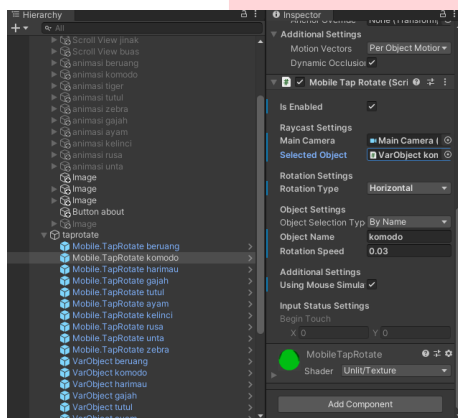 Hierarchy
All
Scroll View jinak
Scroll View buas
animasi beruang
animasi komodo
animasi tiger
animasi tutul
animasi zebra
animasi gajah
animasi ayam
animasi kelinci
animasi rusa
animasi unta
Image
Image
Image
Button about
Image
taprotate
Mobile.TapRotate beruang
Mobile.TapRotate komodo
Mobile.TapRotate harimau
Mobile.TapRotate gajah
Mobile.TapRotate tutul
Mobile.TapRotate ayam
Mobile.TapRotate kelinci
Mobile.TapRotate rusa
Mobile.TapRotate unta
Mobile.TapRotate zebra
VarObject beruang
VarObject komodo
VarObject harimau
VarObject gajah
VarObject tutul
VarObject ayam
Inspector
Anchor Override None (Transform)
Additional Settings
Motion Vectors Per Object Motior
Dynamic Occlusio
Mobile Tap Rotate (Scri
Is Enabled
Raycast Settings
Main Camera Main Camera (
Selected Object VarObject kon
Rotation Settings
Rotation Type Horizontal
Object Settings
Object Selection Typ By Name
Object Name komodo
Rotation Speed 0.03
Additional Settings
Using Mouse Simula
Input Status Settings
Begin Touch
X 0 Y 0
MobileTapRotate
Shader Unlit/Texture
Add Component